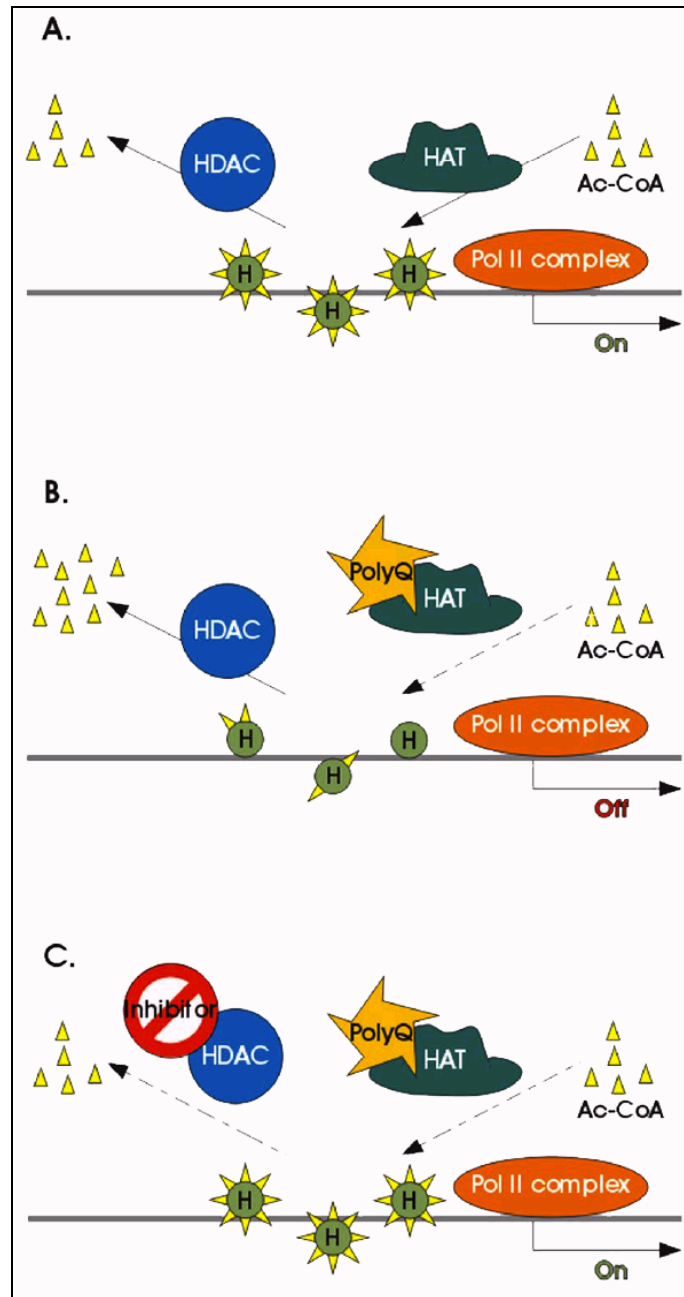 A.
HDAC
HAT
Ac-CoA
H
H
H
Pol II complex
On
B.
PolyQ
HDAC
HAT
Ac-CoA
H
H
H
Pol II complex
Off
C.
Inhibitor
PolyQ
HDAC
HAT
Ac-CoA
H
H
H
Pol II complex
On